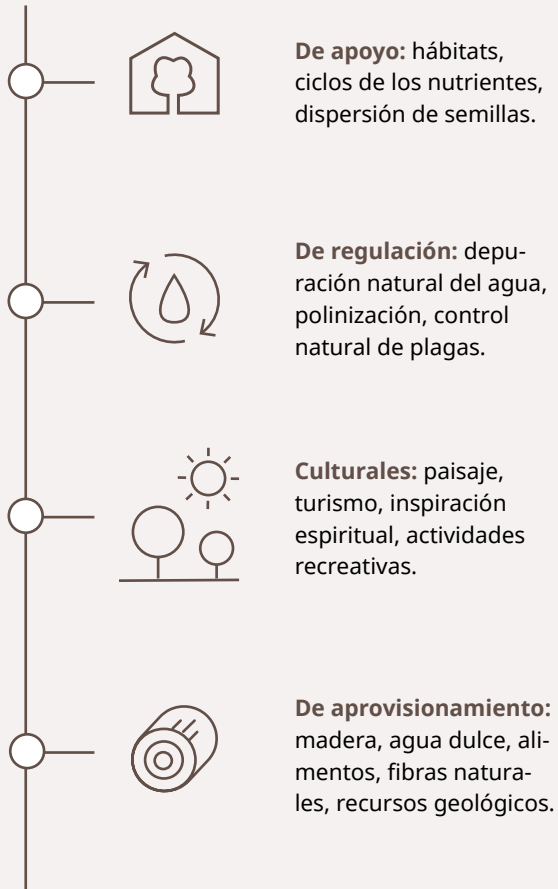 De apoyo: hábitats,
ciclos de los nutrientes,
dispersión de semillas.
De regulación: depu-
ración natural del agua,
polinización, control
natural de plagas.
Culturales: paisaje,
turismo, inspiración
espiritual, actividades
recreativas.
De aprovisionamiento:
madera, agua dulce, ali-
mentos, fibras natura-
les, recursos geológicos.